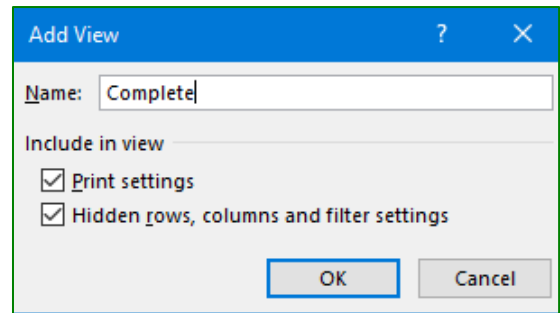 Add View ? ×
Name: Complete
Include in view
Print settings
Hidden rows, columns and filter settings
OK Cancel